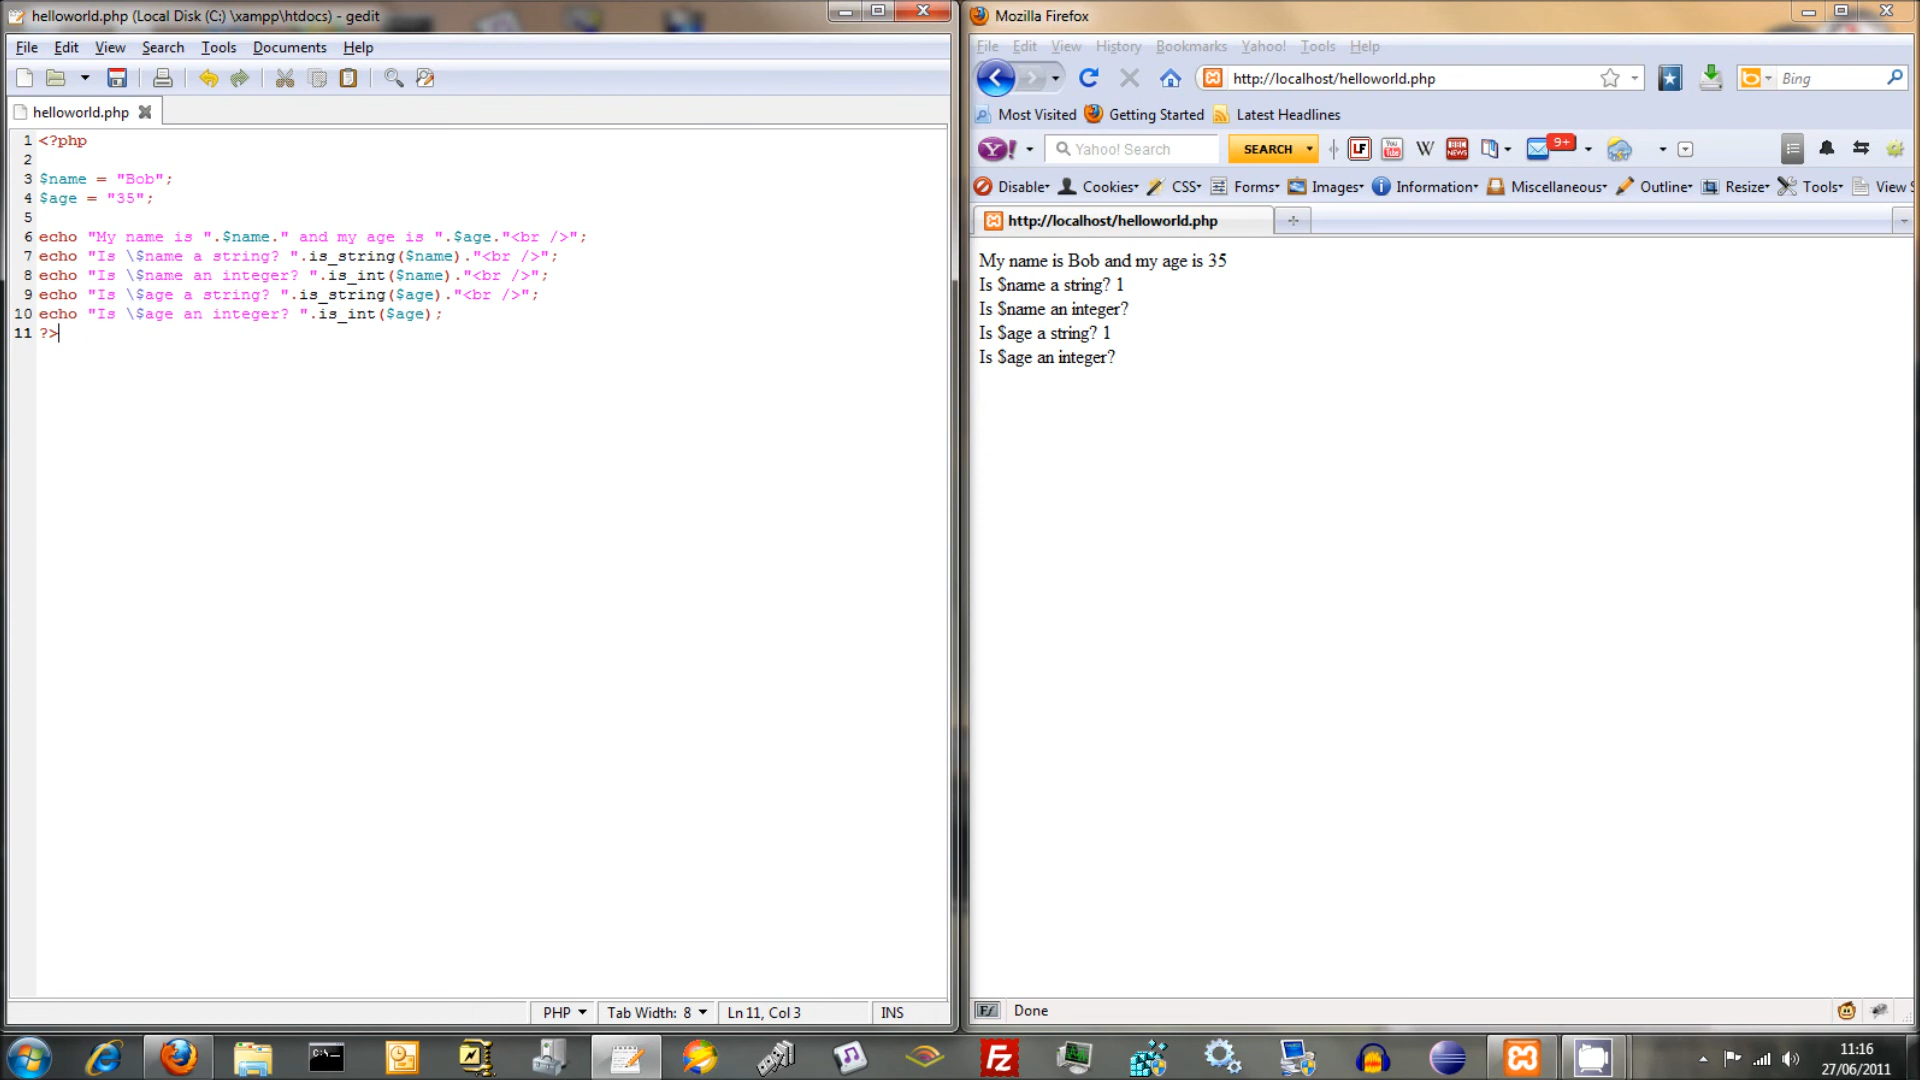 helloworld.php (Local Disk (C:) \xampp\htdocs) - gedit
File Edit View Search Tools Documents Help
helloworld.php
1 <?php
2
3 $name = "Bob";
4 $age = "35";
5
6 echo "My name is ".$name." and my age is ".$age."<br />";
7 echo "Is \$name a string? ".is_string($name)."<br />";
8 echo "Is \$name an integer? ".is_int($name)."<br />";
9 echo "Is \$age a string? ".is_string($age)."<br />";
10 echo "Is \$age an integer? ".is_int($age);
11 ?>
PHP Tab Width: 8 Ln 11, Col 3 INS
Mozilla Firefox
File Edit View History Bookmarks Yahoo! Tools Help
http://localhost/helloworld.php
Bing
Most Visited Getting Started Latest Headlines
Y! Yahoo! Search SEARCH LF You Tube W BBC NEWS 9+
Disable Cookies CSS Forms Images Information Miscellaneous Outline Resize Tools View S
http://localhost/helloworld.php
My name is Bob and my age is 35
Is $name a string? 1
Is $name an integer?
Is $age a string? 1
Is $age an integer?
Done
C:\
Fz
11:16
27/06/2011